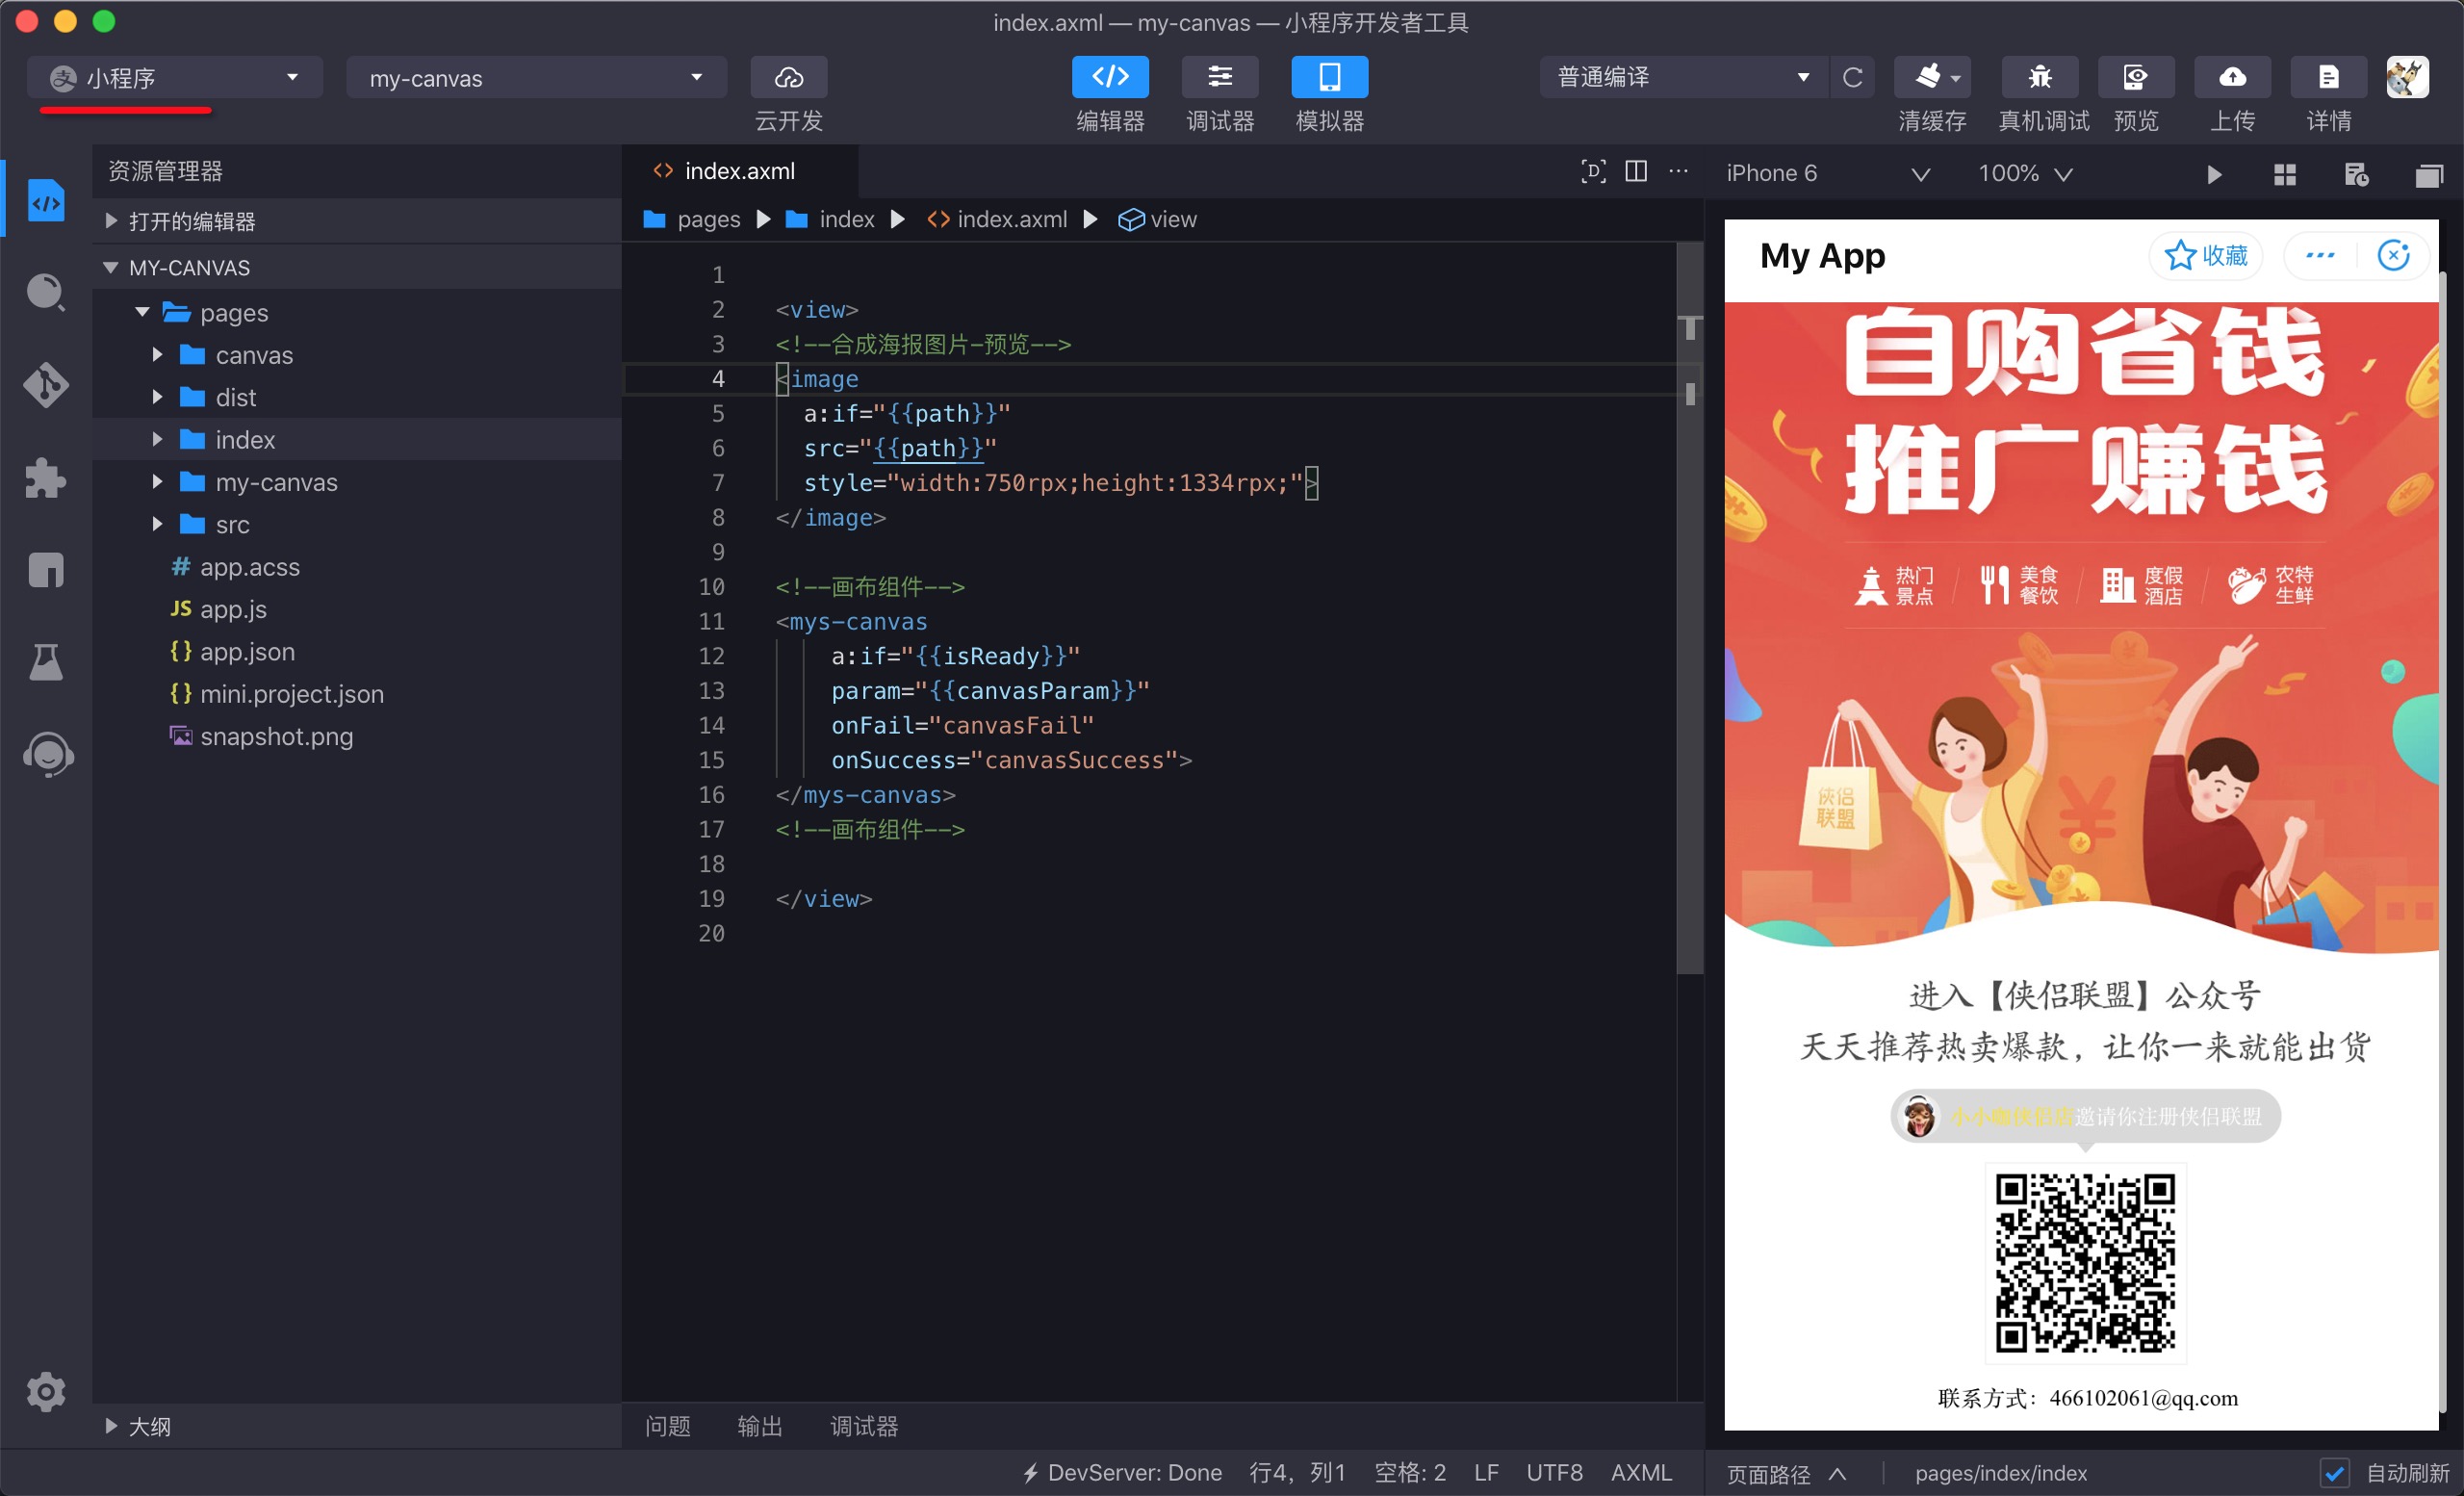 index.axml — my-canvas — 小程序开发者工具
支 小程序
my-canvas
云开发
编辑器
调试器
模拟器
普通编译
清缓存
真机调试
预览
上传
详情
资源管理器
打开的编辑器
MY-CANVAS
pages
canvas
dist
index
my-canvas
src
# app.acss
JS app.js
{} app.json
{} mini.project.json
snapshot.png
大纲
<> index.axml
[D]
pages
index
<> index.axml
view
1
2 <view>
3 <!--合成海报图片-预览-->
4 <image
5 a:if="{{path}}"
6 src="{{path}}"
7 style="width:750rpx;height:1334rpx;">
8 </image>
9
10 <!--画布组件-->
11 <mys-canvas
12 a:if="{{isReady}}"
13 param="{{canvasParam}}"
14 onFail="canvasFail"
15 onSuccess="canvasSuccess">
16 </mys-canvas>
17 <!--画布组件-->
18
19 </view>
20
问题
输出
调试器
iPhone 6
100%
My App
收藏
自购省钱
推广赚钱
热门
景点
美食
餐饮
度假
酒店
农特
生鲜
¥
侠侣
联盟
进入【侠侣联盟】公众号
天天推荐热卖爆款，让你一来就能出货
小小咖侠侣店邀请你注册侠侣联盟
联系方式：466102061@qq.com
DevServer: Done
行4，列1
空格: 2
LF
UTF8
AXML
页面路径
pages/index/index
自动刷新